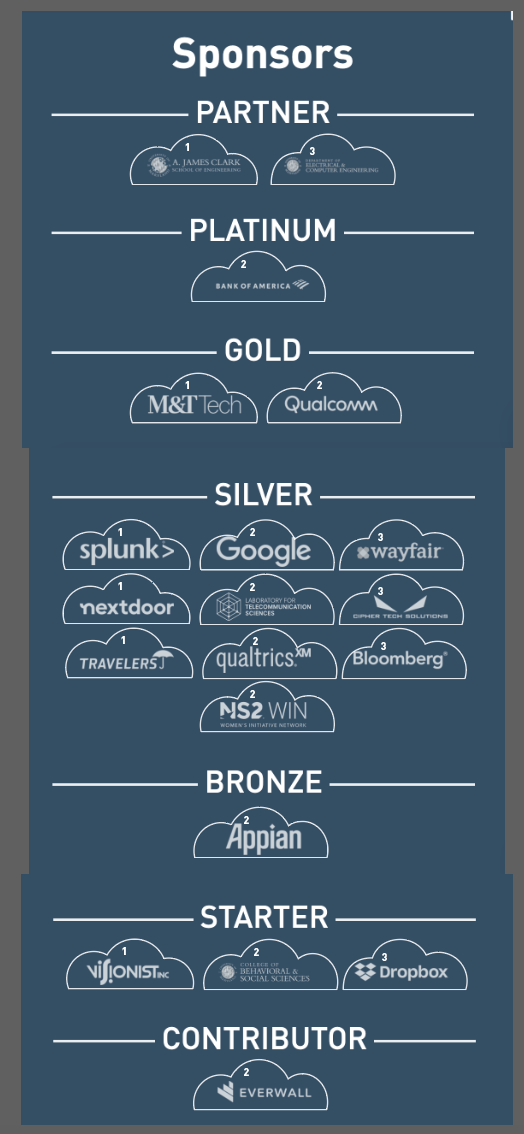 Sponsors
PARTNER
1 3
A. JAMES CLARK
SCHOOL OF ENGINEERING
DEPARTMENT OF
ELECTRICAL &
COMPUTER ENGINEERING
PLATINUM
2
BANK OF AMERICA
GOLD
1 2
M&T Tech Qualcomm
SILVER
1 2 3
splunk> Google wayfair
1 2 3
nextdoor
LABORATORY FOR
TELECOMMUNICATION
SCIENCES
CIPHER TECH SOLUTIONS
1 2 3
TRAVELERS qualtrics.XM Bloomberg®
2
NS2 WIN
WOMEN'S INITIATIVE NETWORK
BRONZE
2
Appian
STARTER
1 2 3
VISIONIST INC
COLLEGE OF
BEHAVIORAL &
SOCIAL SCIENCES
Dropbox
CONTRIBUTOR
2
EVERWALL